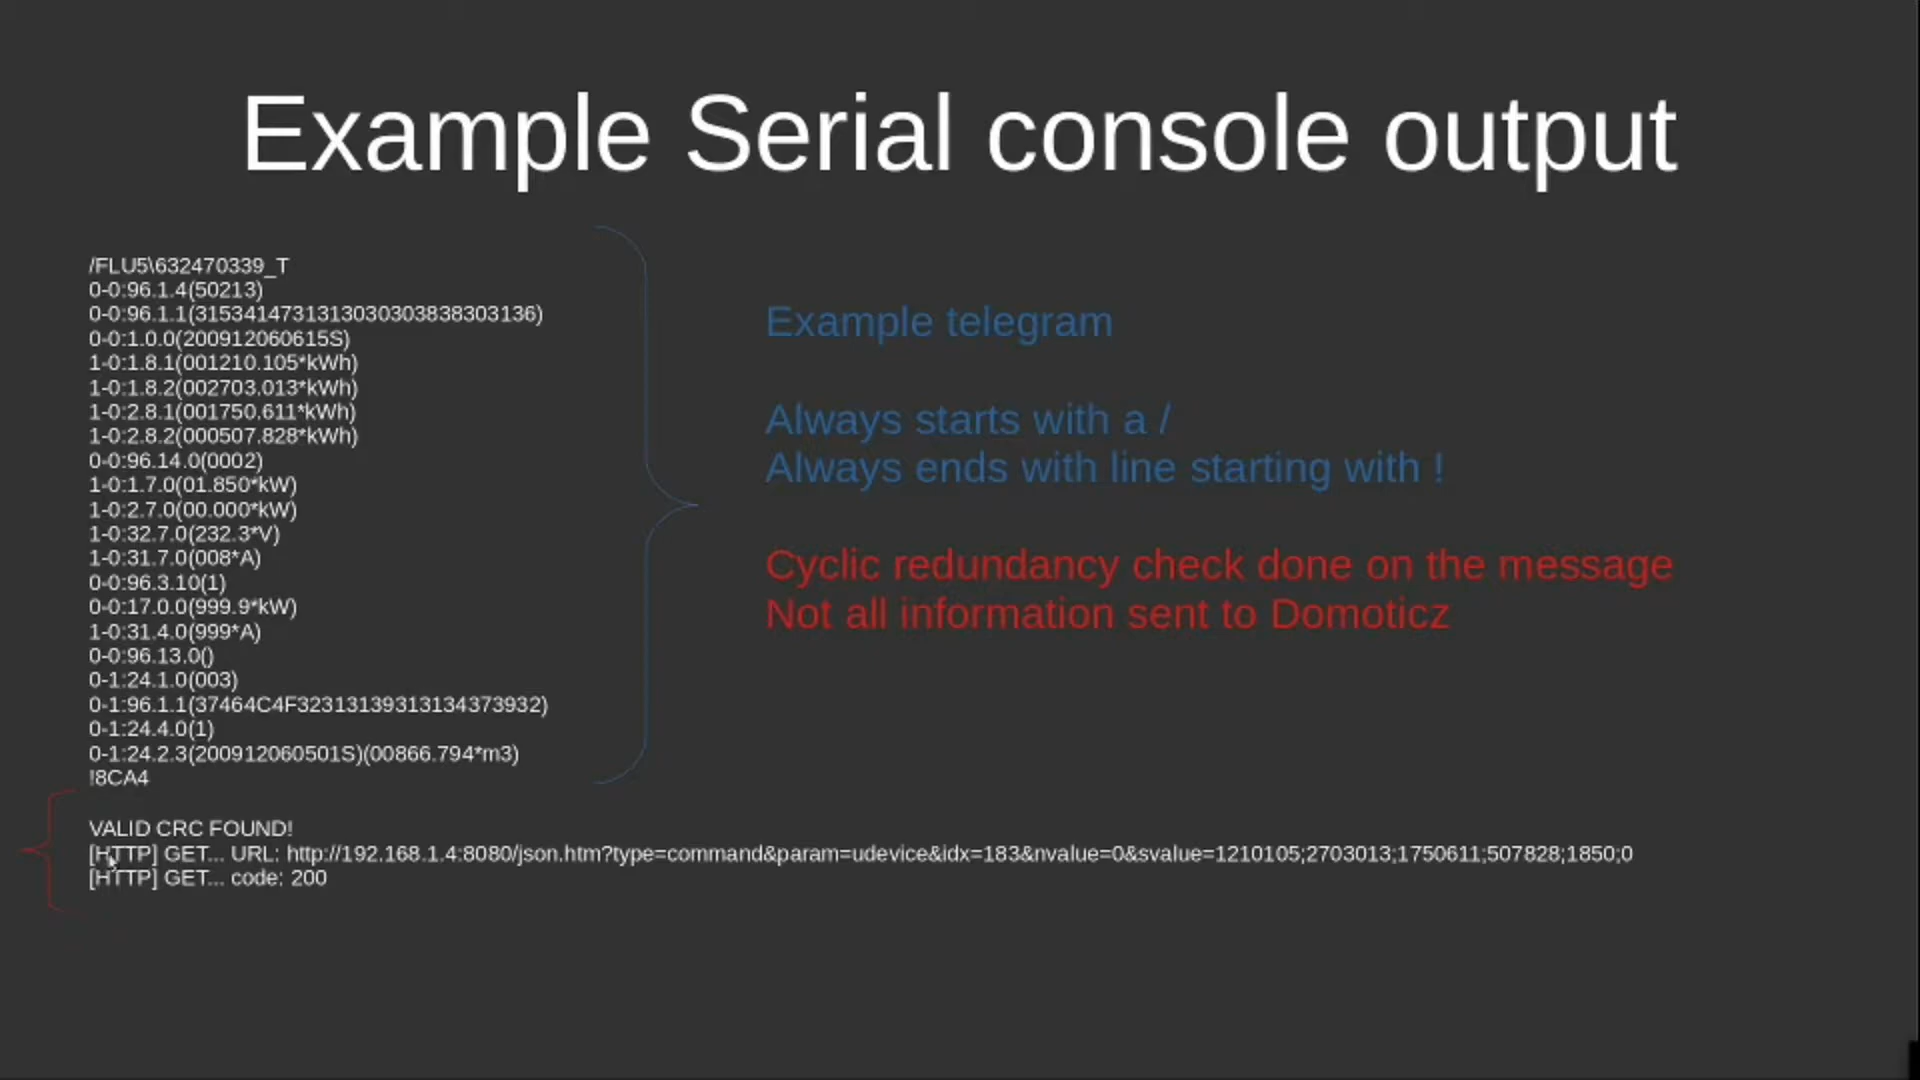 Example Serial console output
/FLU5\632470339_T
0-0:96.1.4(50213)
0-0:96.1.1(3153414731313030303838303136)
0-0:1.0.0(200912060615S)
1-0:1.8.1(001210.105*kWh)
1-0:1.8.2(002703.013*kWh)
1-0:2.8.1(001750.611*kWh)
1-0:2.8.2(000507.828*kWh)
0-0:96.14.0(0002)
1-0:1.7.0(01.850*kW)
1-0:2.7.0(00.000*kW)
1-0:32.7.0(232.3*V)
1-0:31.7.0(008*A)
0-0:96.3.10(1)
0-0:17.0.0(999.9*kW)
1-0:31.4.0(999*A)
0-0:96.13.0()
0-1:24.1.0(003)
0-1:96.1.1(37464C4F32313139313134373932)
0-1:24.4.0(1)
0-1:24.2.3(200912060501S)(00866.794*m3)
!8CA4
VALID CRC FOUND!
[HTTP] GET... URL: http://192.168.1.4:8080/json.htm?type=command&param=udevice&idx=183&nvalue=0&svalue=1210105;2703013;1750611;507828;1850;0
[HTTP] GET... code: 200
Example telegram
Always starts with a /
Always ends with line starting with !
Cyclic redundancy check done on the message
Not all information sent to Domoticz